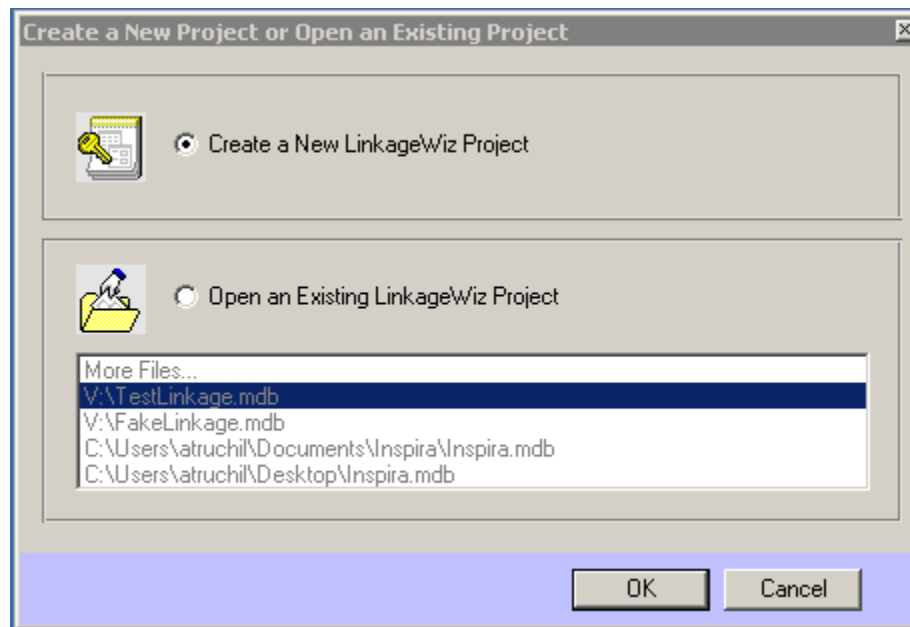 Create a New Project or Open an Existing Project
Create a New LinkageWiz Project
Open an Existing LinkageWiz Project
More Files...
V:\TestLinkage.mdb
V:\FakeLinkage.mdb
C:\Users\atruchil\Documents\Inspira\Inspira.mdb
C:\Users\atruchil\Desktop\Inspira.mdb
OK Cancel